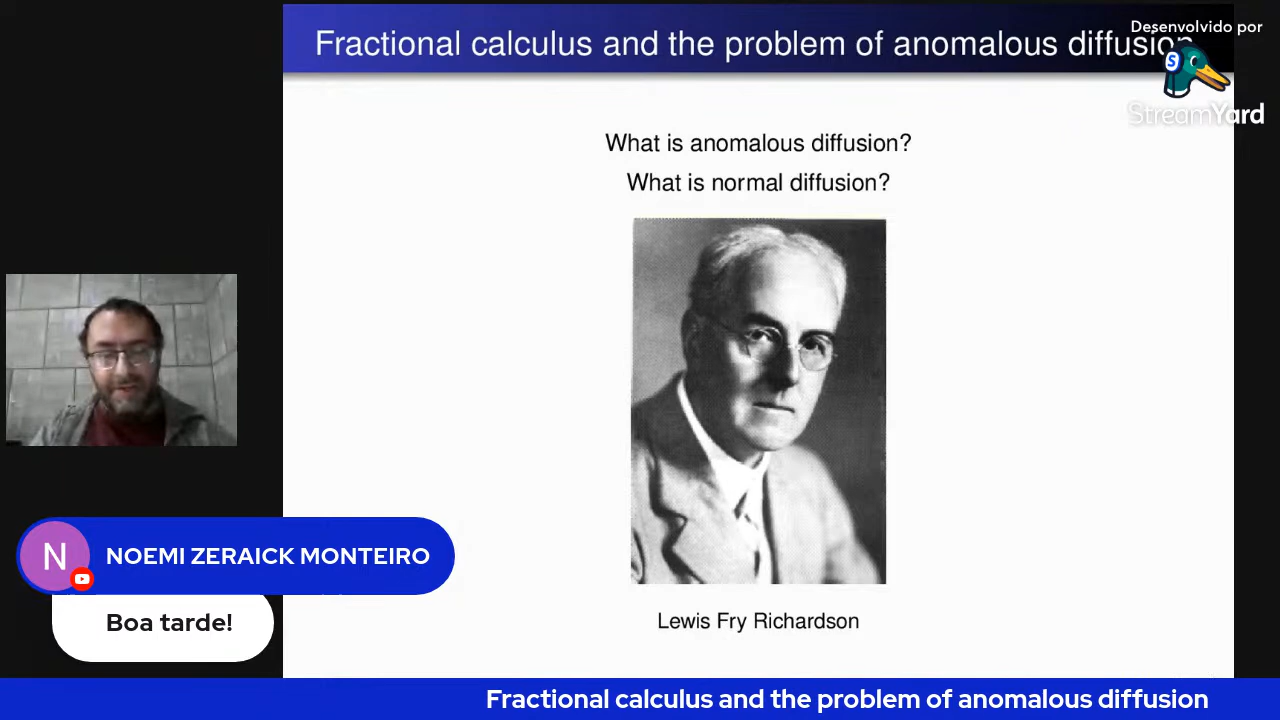 Fractional calculus and the problem of anomalous diffusion
Desenvolvido por
StreamYard
What is anomalous diffusion?
What is normal diffusion?
Lewis Fry Richardson
N
NOEMI ZERAICK MONTEIRO
Boa tarde!
Fractional calculus and the problem of anomalous diffusion